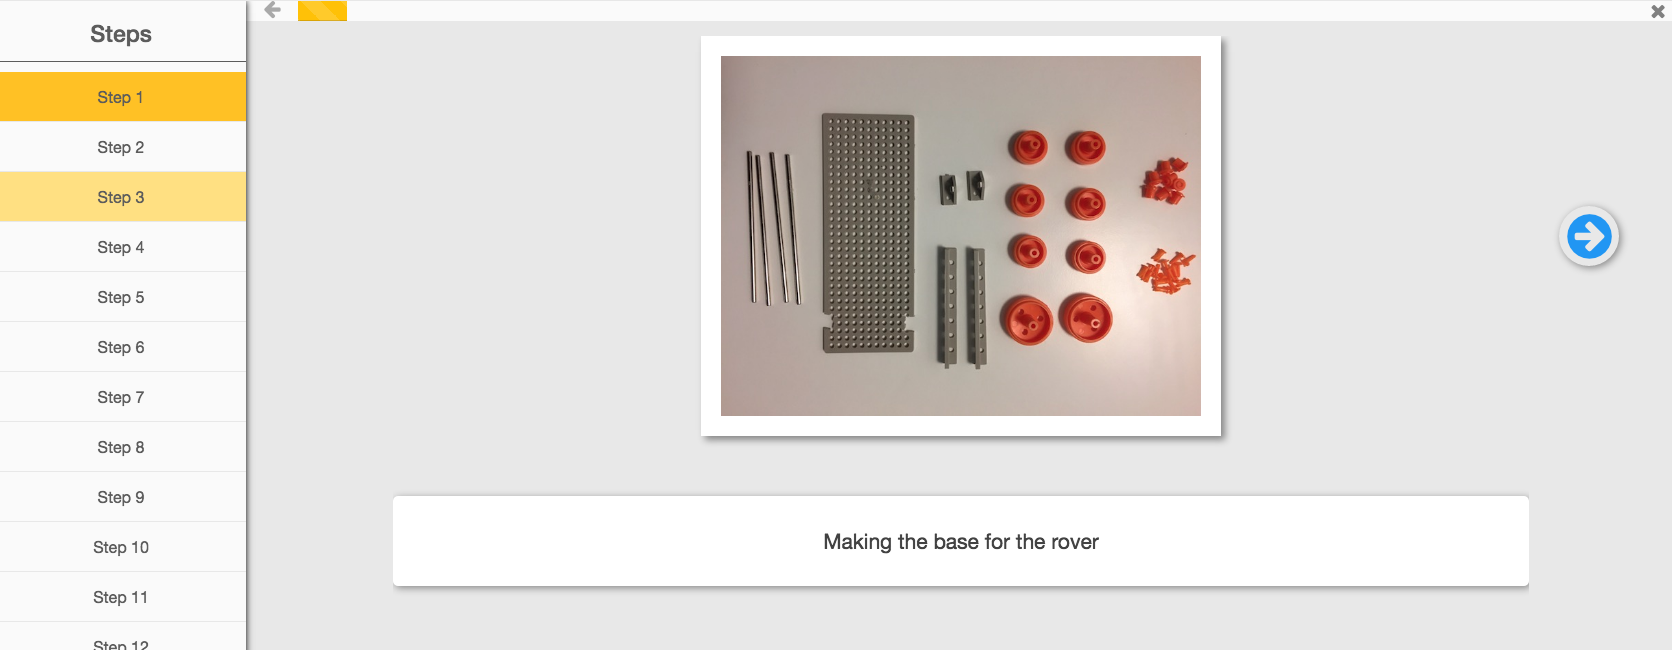 Steps
Step 1
Step 2
Step 3
Step 4
Step 5
Step 6
Step 7
Step 8
Step 9
Step 10
Step 11
Step 12
Making the base for the rover